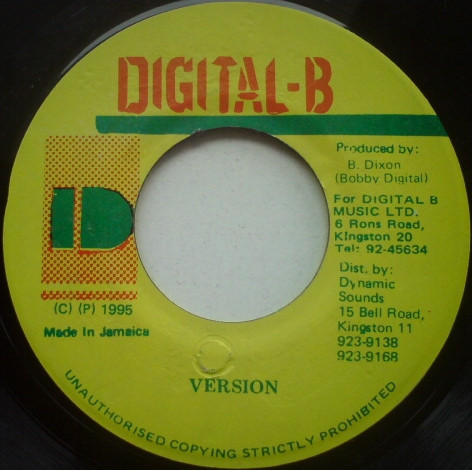 DIGITAL-B
Produced by:
B. Dixon
(Bobby Digital)
For DIGITAL B
MUSIC LTD.
6 Rons Road,
Kingston 20
Tel: 92-45634
Dist. by:
Dynamic
Sounds
15 Bell Road,
Kingston 11
923-9138
923-9168
D
(C) (P) 1995
Made In Jamaica
VERSION
UNAUTHORISED COPYING STRICTLY PROHIBITED